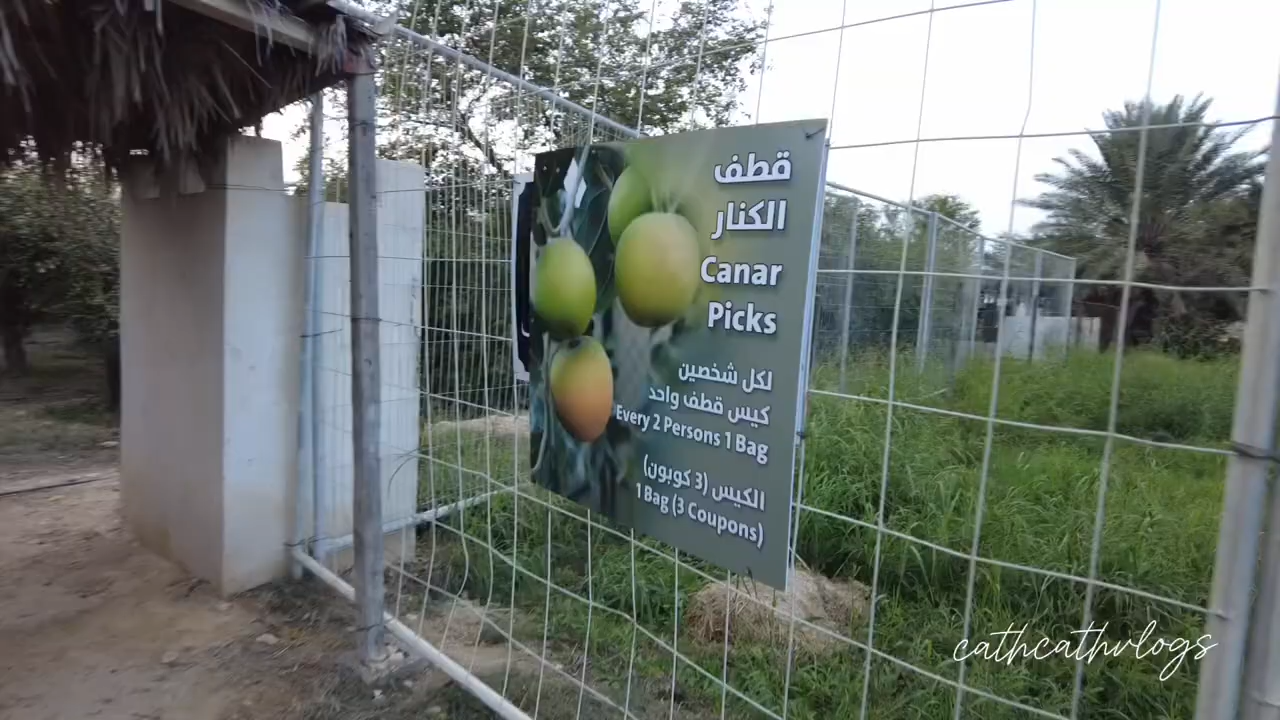 قطف
الكنار
Canar
Picks
لكل شخصين
كيس قطف واحد
Every 2 Persons 1 Bag
الكيس (3 كوبون)
1 Bag (3 Coupons)
cathcathvlogs